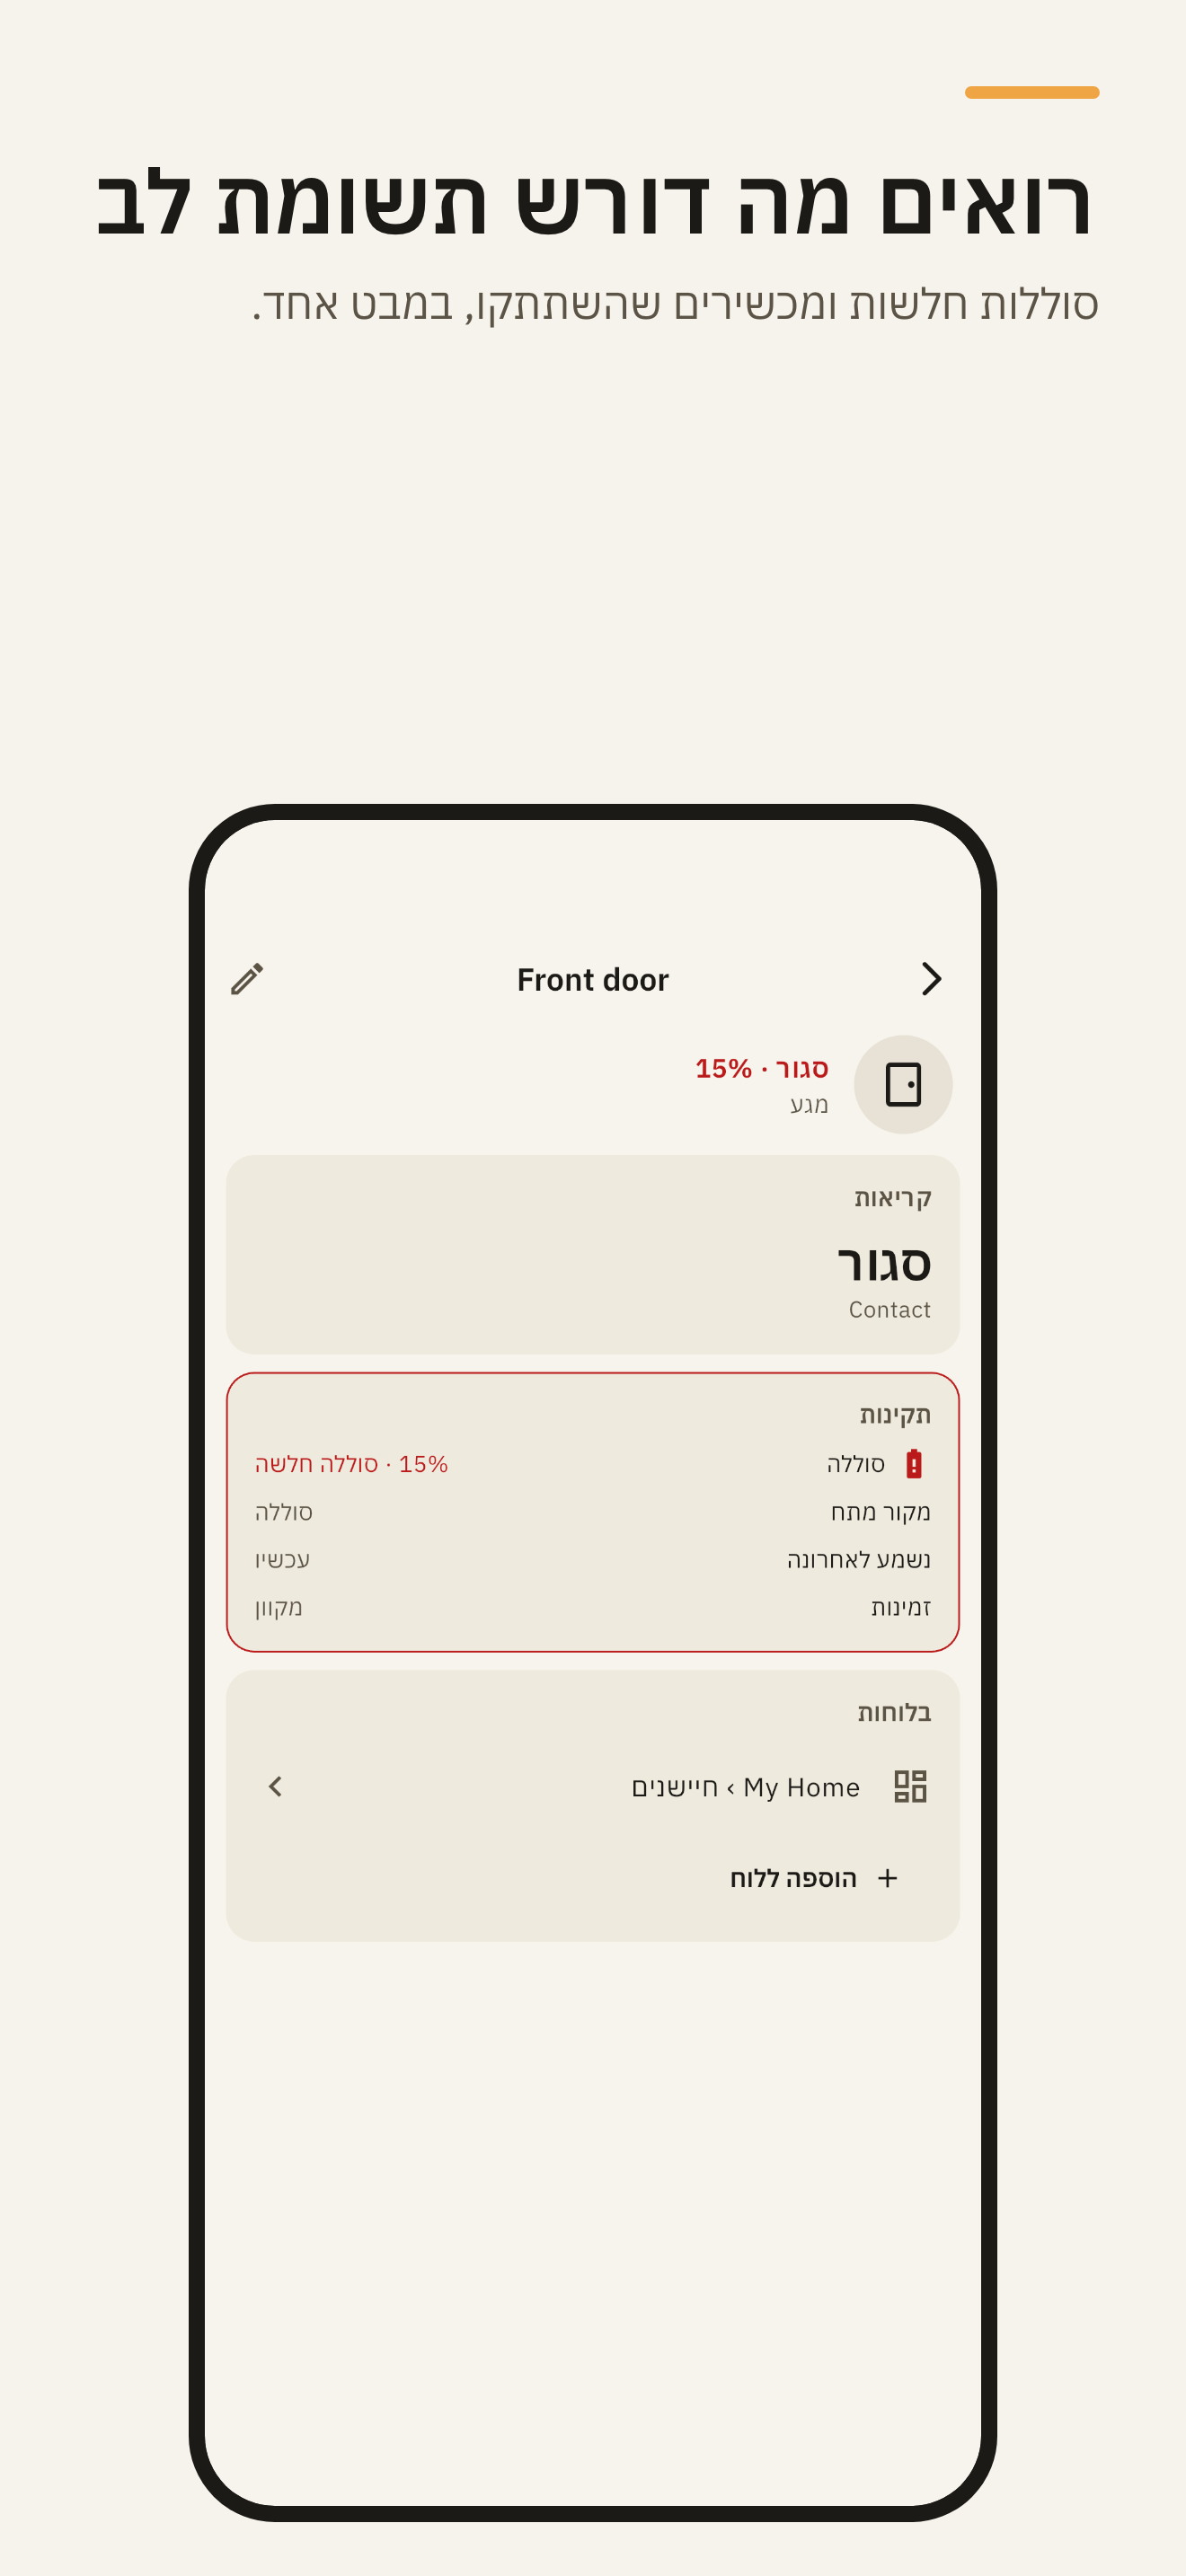 רואים מה דורש תשומת לב
סוללות חלשות ומכשירים שהשתתקו, במבט אחד.
Front door
סגור · 15%
מגע
קריאות
סגור
Contact
תקינות
סוללה
15% · סוללה חלשה
מקור מתח
סוללה
נשמע לאחרונה
עכשיו
זמינות
מקוון
בלוחות
My Home › חיישנים
הוספה ללוח